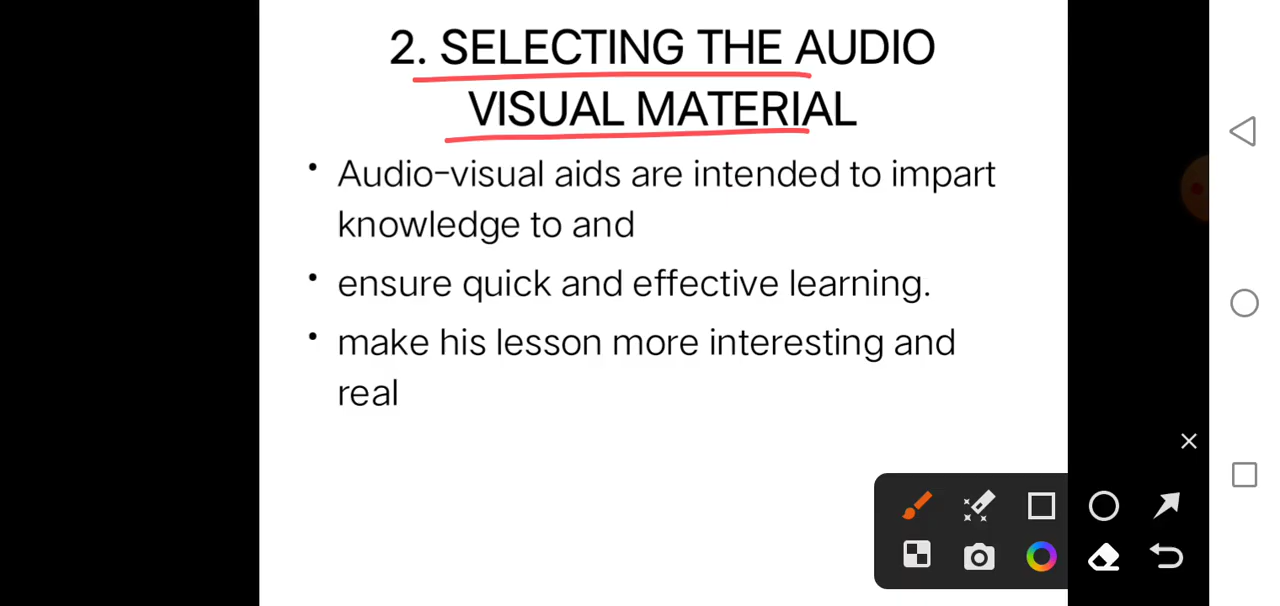 2. SELECTING THE AUDIO
VISUAL MATERIAL
• Audio-visual aids are intended to impart
knowledge to and
• ensure quick and effective learning.
• make his lesson more interesting and
real